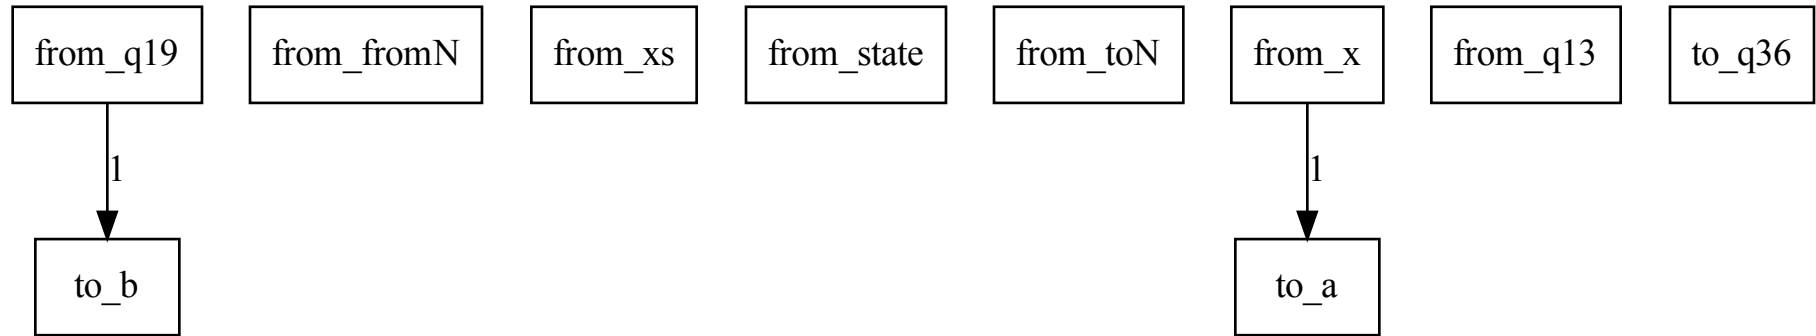 from_q19
from_fromN
from_xs
from_state
from_toN
from_x
from_q13
to_q36
1
1
to_b
to_a